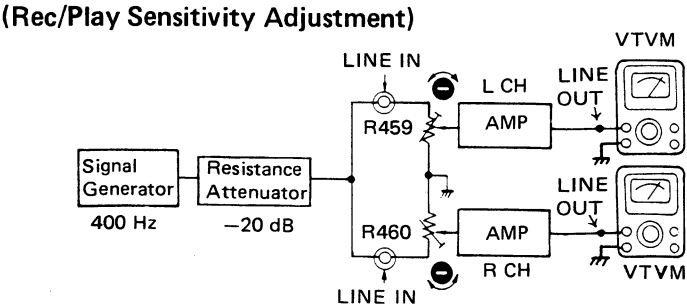 (Rec/Play Sensitivity Adjustment)
VTVM
LINE IN
L CH
LINE
OUT
R459
AMP
Signal
Generator
Resistance
Attenuator
400 Hz
−20 dB
LINE
OUT
R460
AMP
R CH
VTVM
LINE IN